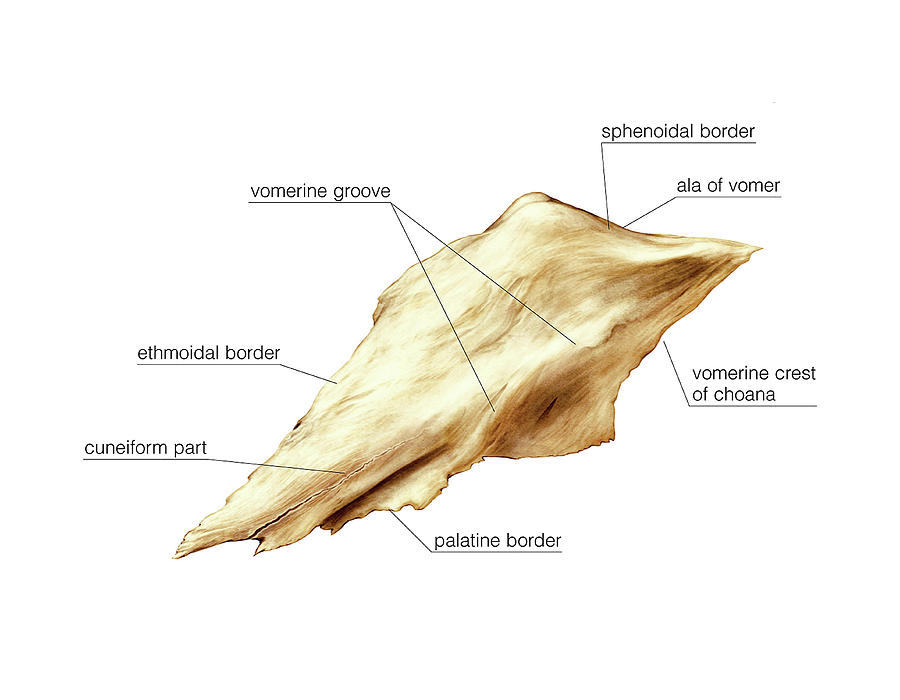 sphenoidal border
ala of vomer
vomerine groove
ethmoidal border
vomerine crest
of choana
cuneiform part
palatine border